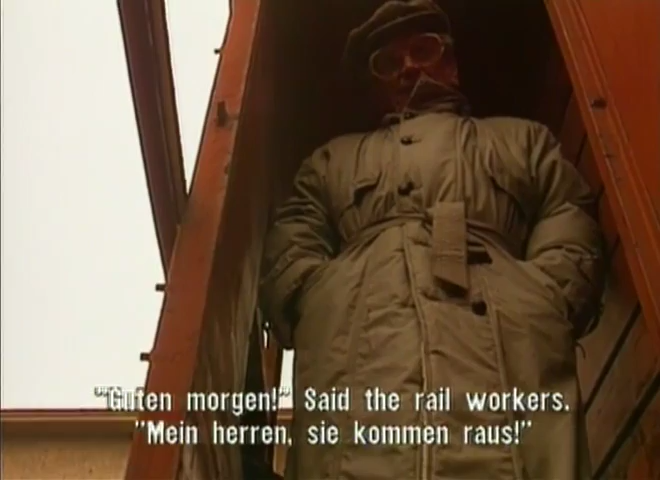 "Guten morgen!" Said the rail workers.
"Mein herren, sie kommen raus!"